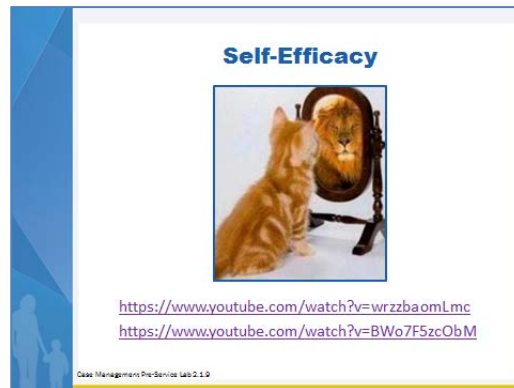 Self-Efficacy
https://www.youtube.com/watch?v=wrzzbaomLmc
https://www.youtube.com/watch?v=BWo7F5zcObM
Case Management Pre-Service Lab 2.1.9